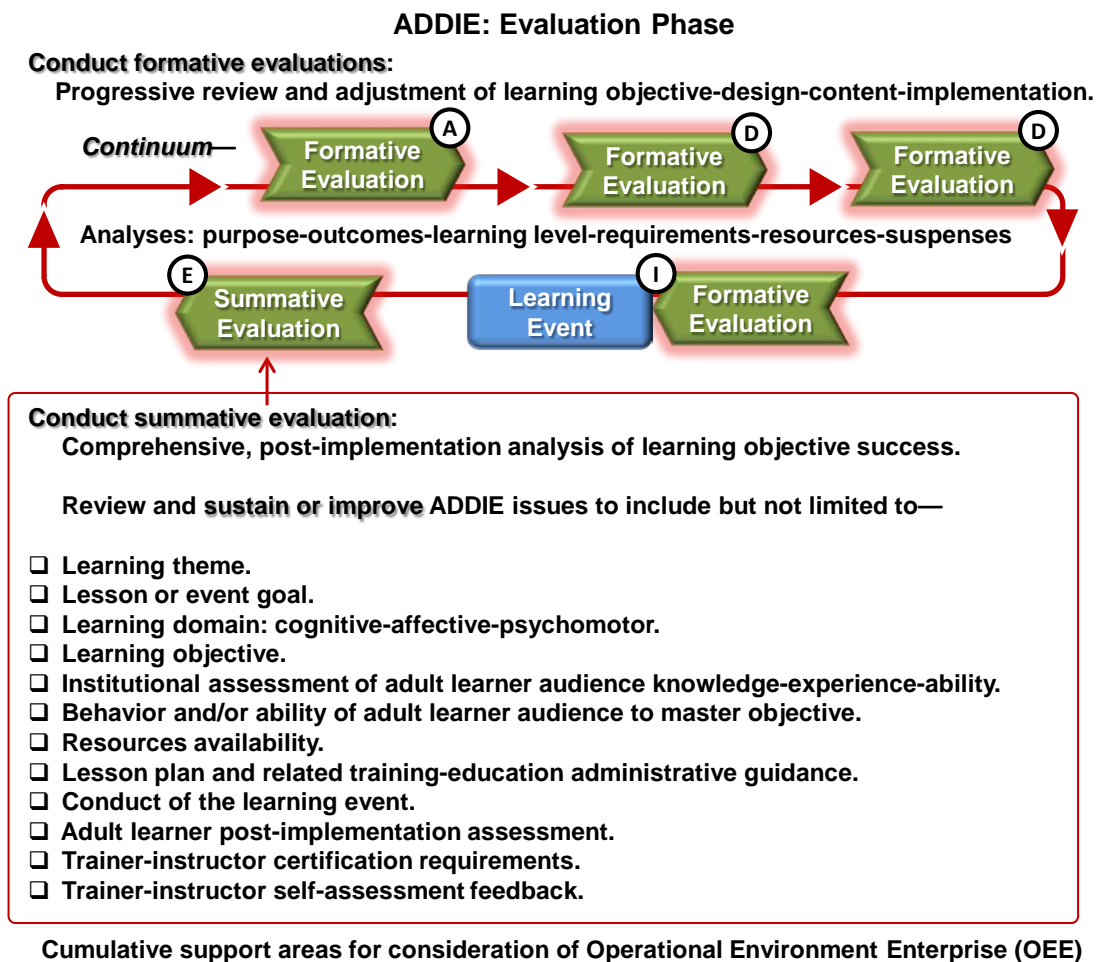 ADDIE: Evaluation Phase
Conduct formative evaluations:
Progressive review and adjustment of learning objective-design-content-implementation.
Continuum—
A
Formative
Evaluation
D
Formative
Evaluation
D
Formative
Evaluation
Analyses: purpose-outcomes-learning level-requirements-resources-suspenses
E
Summative
Evaluation
Learning
Event
I
Formative
Evaluation
Conduct summative evaluation:
Comprehensive, post-implementation analysis of learning objective success.
Review and sustain or improve ADDIE issues to include but not limited to—
❑ Learning theme.
❑ Lesson or event goal.
❑ Learning domain: cognitive-affective-psychomotor.
❑ Learning objective.
❑ Institutional assessment of adult learner audience knowledge-experience-ability.
❑ Behavior and/or ability of adult learner audience to master objective.
❑ Resources availability.
❑ Lesson plan and related training-education administrative guidance.
❑ Conduct of the learning event.
❑ Adult learner post-implementation assessment.
❑ Trainer-instructor certification requirements.
❑ Trainer-instructor self-assessment feedback.
Cumulative support areas for consideration of Operational Environment Enterprise (OEE)